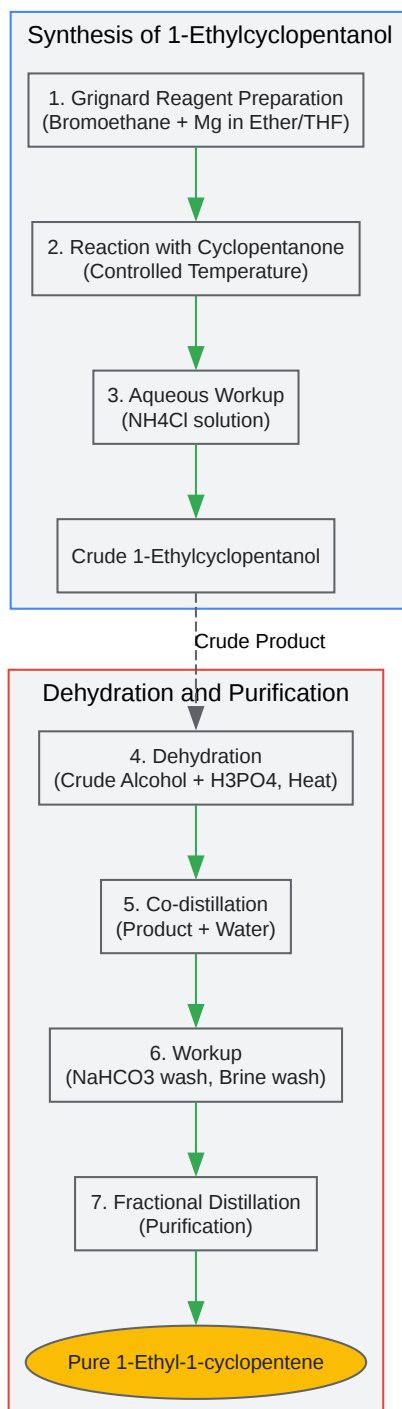 Synthesis of 1-Ethylcyclopentanol
1. Grignard Reagent Preparation
(Bromoethane + Mg in Ether/THF)
2. Reaction with Cyclopentanone
(Controlled Temperature)
3. Aqueous Workup
(NH4Cl solution)
Crude 1-Ethylcyclopentanol
Crude Product
Dehydration and Purification
4. Dehydration
(Crude Alcohol + H3PO4, Heat)
5. Co-distillation
(Product + Water)
6. Workup
(NaHCO3 wash, Brine wash)
7. Fractional Distillation
(Purification)
Pure 1-Ethyl-1-cyclopentene